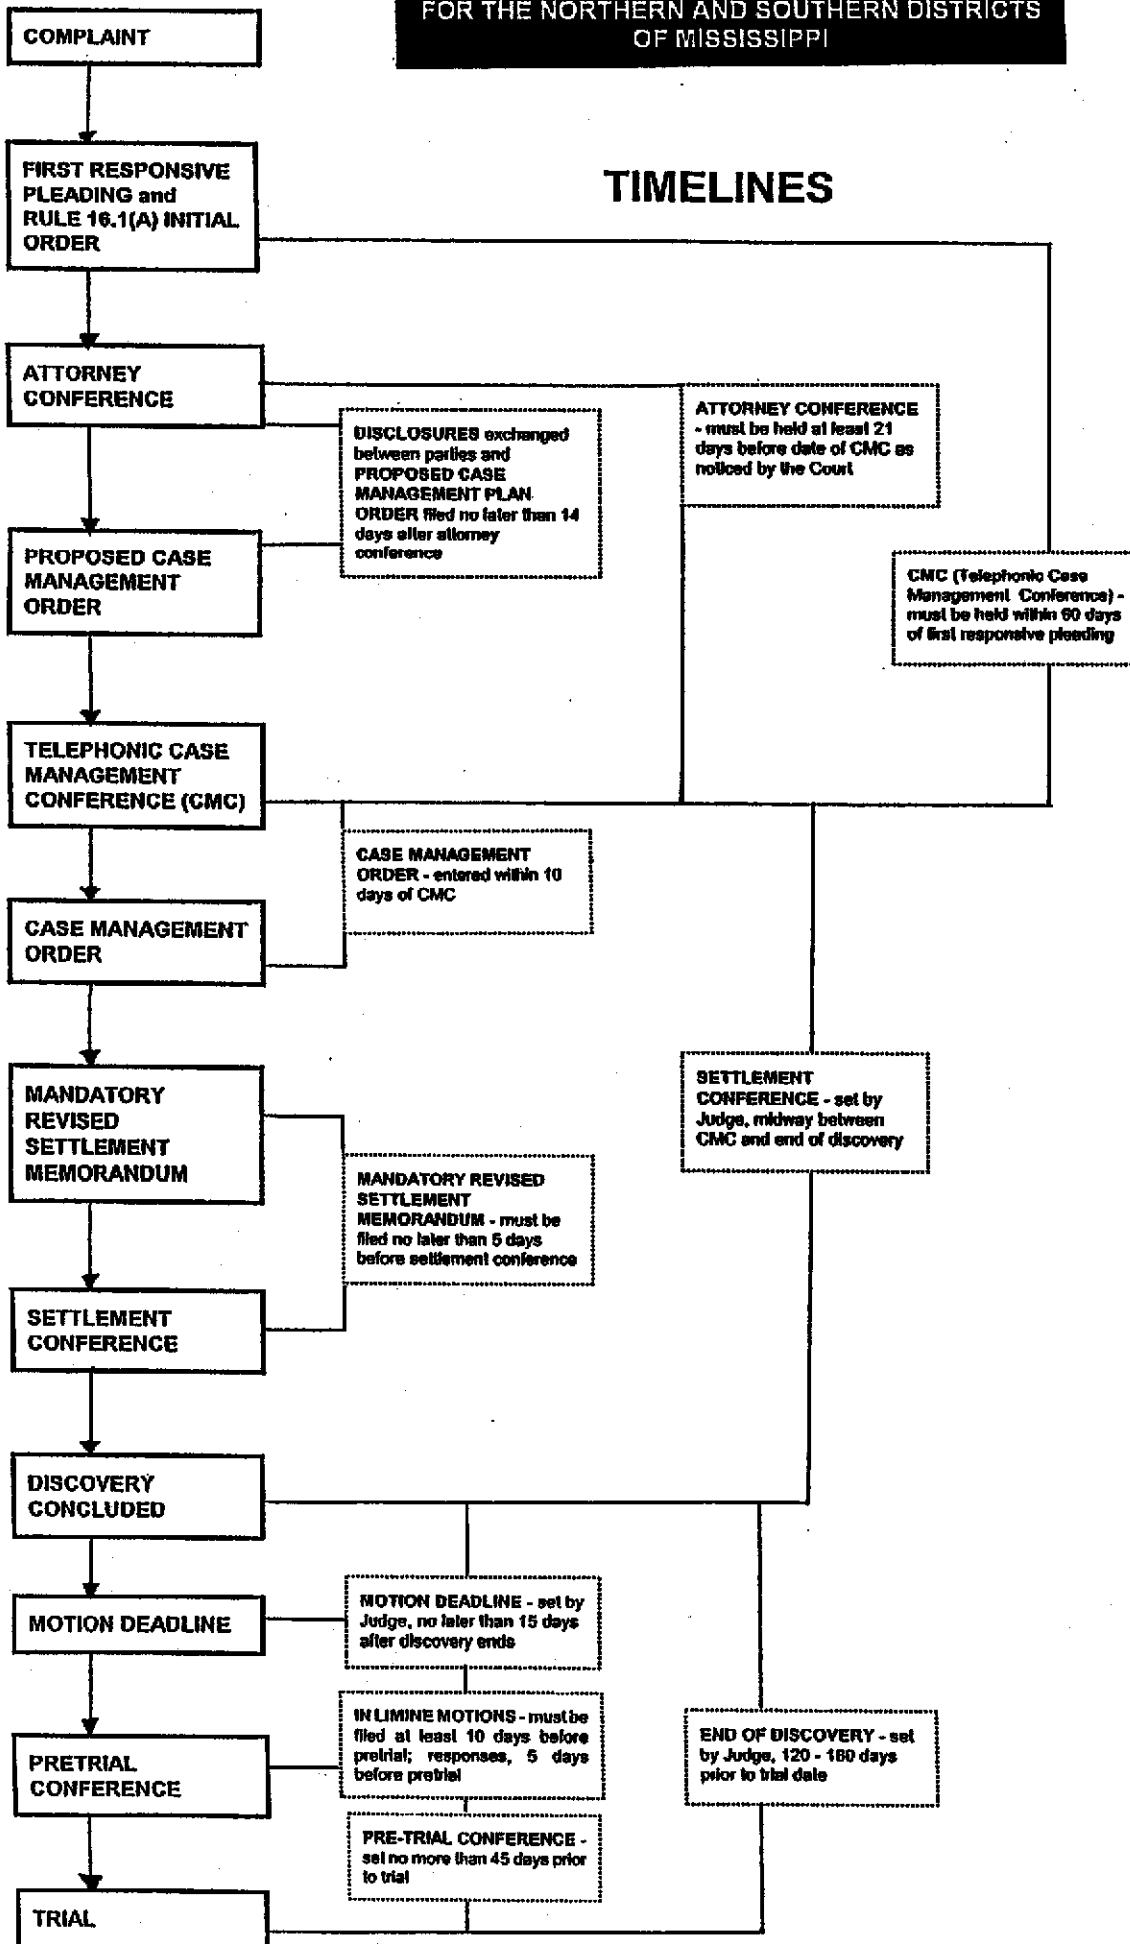 FOR THE NORTHERN AND SOUTHERN DISTRICTS
OF MISSISSIPPI
COMPLAINT
TIMELINES
FIRST RESPONSIVE
PLEADING and
RULE 16.1(A) INITIAL
ORDER
ATTORNEY
CONFERENCE
ATTORNEY CONFERENCE
- must be held at least 21
days before date of CMC as
noticed by the Court
DISCLOSURES exchanged
between parties and
PROPOSED CASE
MANAGEMENT PLAN
ORDER filed no later than 14
days after attorney
conference
PROPOSED CASE
MANAGEMENT
ORDER
CMC (Telephonic Case
Management Conference) -
must be held within 60 days
of first responsive pleading
TELEPHONIC CASE
MANAGEMENT
CONFERENCE (CMC)
CASE MANAGEMENT
ORDER - entered within 10
days of CMC
CASE MANAGEMENT
ORDER
MANDATORY
REVISED
SETTLEMENT
MEMORANDUM
SETTLEMENT
CONFERENCE - set by
Judge, midway between
CMC and end of discovery
MANDATORY REVISED
SETTLEMENT
MEMORANDUM - must be
filed no later than 5 days
before settlement conference
SETTLEMENT
CONFERENCE
DISCOVERY
CONCLUDED
MOTION DEADLINE
MOTION DEADLINE - set by
Judge, no later than 15 days
after discovery ends
PRETRIAL
CONFERENCE
IN LIMINE MOTIONS - must be
filed at least 10 days before
pretrial; responses, 5 days
before pretrial
END OF DISCOVERY - set
by Judge, 120 - 160 days
prior to trial date
PRE-TRIAL CONFERENCE -
set no more than 45 days prior
to trial
TRIAL